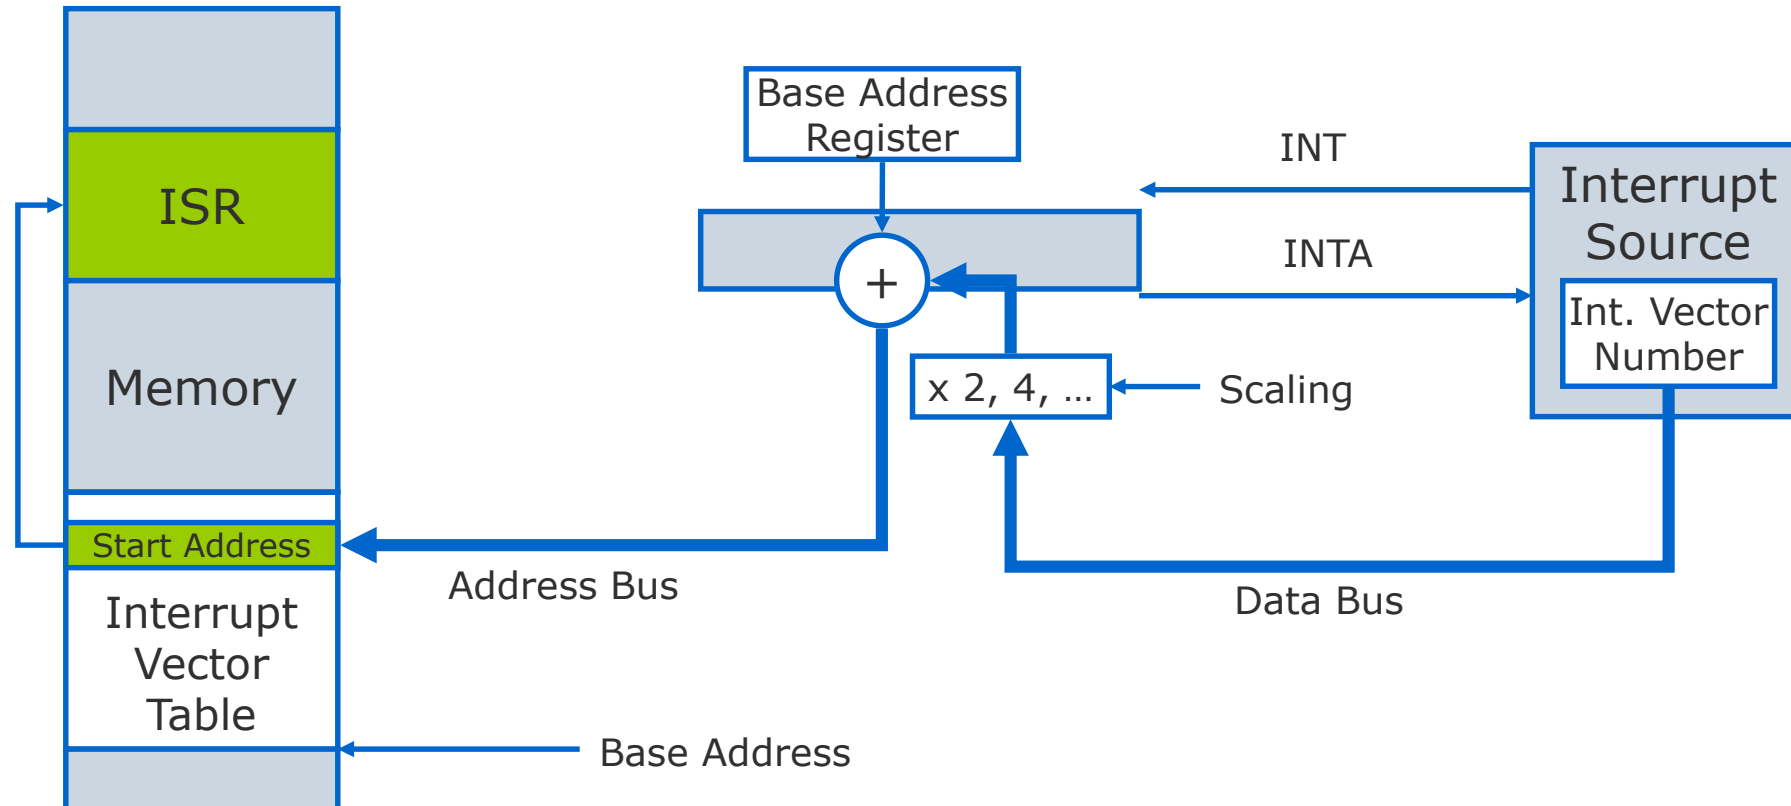 Base Address
Register
INT
Interrupt
Source
ISR
INTA
+
Int. Vector
Number
Memory
x 2, 4, ...
Scaling
Start Address
Address Bus
Data Bus
Interrupt
Vector
Table
Base Address